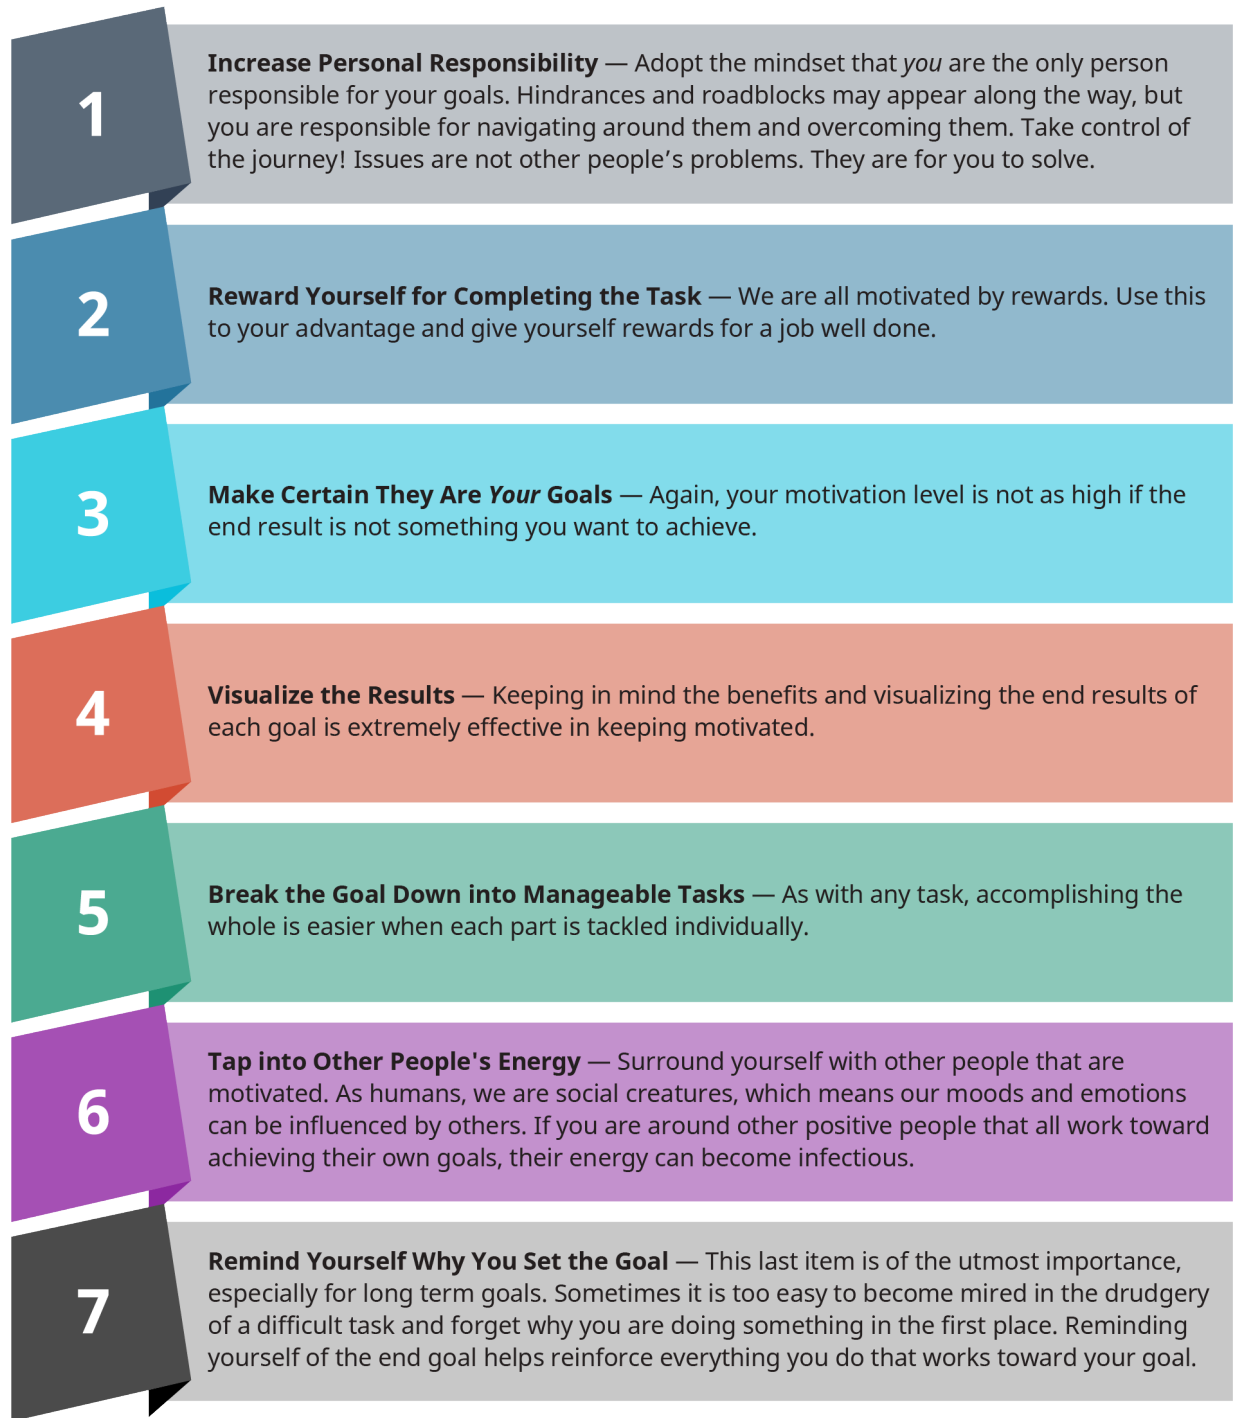 1
Increase Personal Responsibility — Adopt the mindset that you are the only person
responsible for your goals. Hindrances and roadblocks may appear along the way, but
you are responsible for navigating around them and overcoming them. Take control of
the journey! Issues are not other people’s problems. They are for you to solve.
2
Reward Yourself for Completing the Task — We are all motivated by rewards. Use this
to your advantage and give yourself rewards for a job well done.
3
Make Certain They Are Your Goals — Again, your motivation level is not as high if the
end result is not something you want to achieve.
4
Visualize the Results — Keeping in mind the benefits and visualizing the end results of
each goal is extremely effective in keeping motivated.
5
Break the Goal Down into Manageable Tasks — As with any task, accomplishing the
whole is easier when each part is tackled individually.
6
Tap into Other People's Energy — Surround yourself with other people that are
motivated. As humans, we are social creatures, which means our moods and emotions
can be influenced by others. If you are around other positive people that all work toward
achieving their own goals, their energy can become infectious.
7
Remind Yourself Why You Set the Goal — This last item is of the utmost importance,
especially for long term goals. Sometimes it is too easy to become mired in the drudgery
of a difficult task and forget why you are doing something in the first place. Reminding
yourself of the end goal helps reinforce everything you do that works toward your goal.